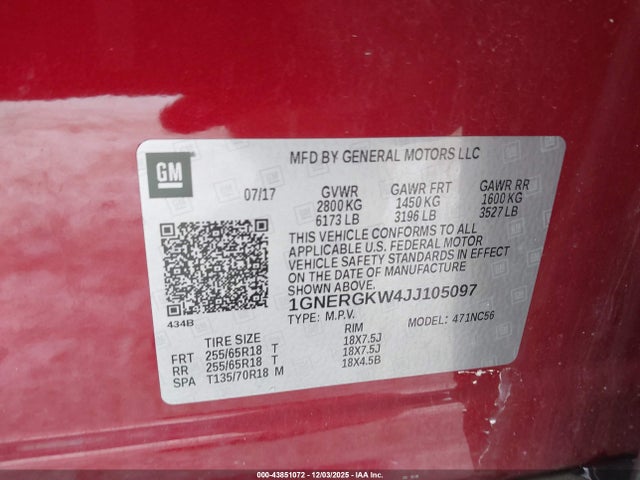 GM
MFD BY GENERAL MOTORS LLC
07/17 GVWR GAWR FRT GAWR RR
2800 KG 1450 KG 1600 KG
6173 LB 3196 LB 3527 LB
THIS VEHICLE CONFORMS TO ALL
APPLICABLE U.S. FEDERAL MOTOR
VEHICLE SAFETY STANDARDS IN EFFECT
ON THE DATE OF MANUFACTURE
SHOWN ABOVE.
1GNERGKW4JJ105097
434B
TYPE: M.P.V. MODEL: 471NC56
TIRE SIZE RIM
FRT 255/65R18 T 18X7.5J
RR 255/65R18 T 18X7.5J
SPA T135/70R18 M 18X4.5B
000-43851072 - 12/03/2025 - IAA Inc.